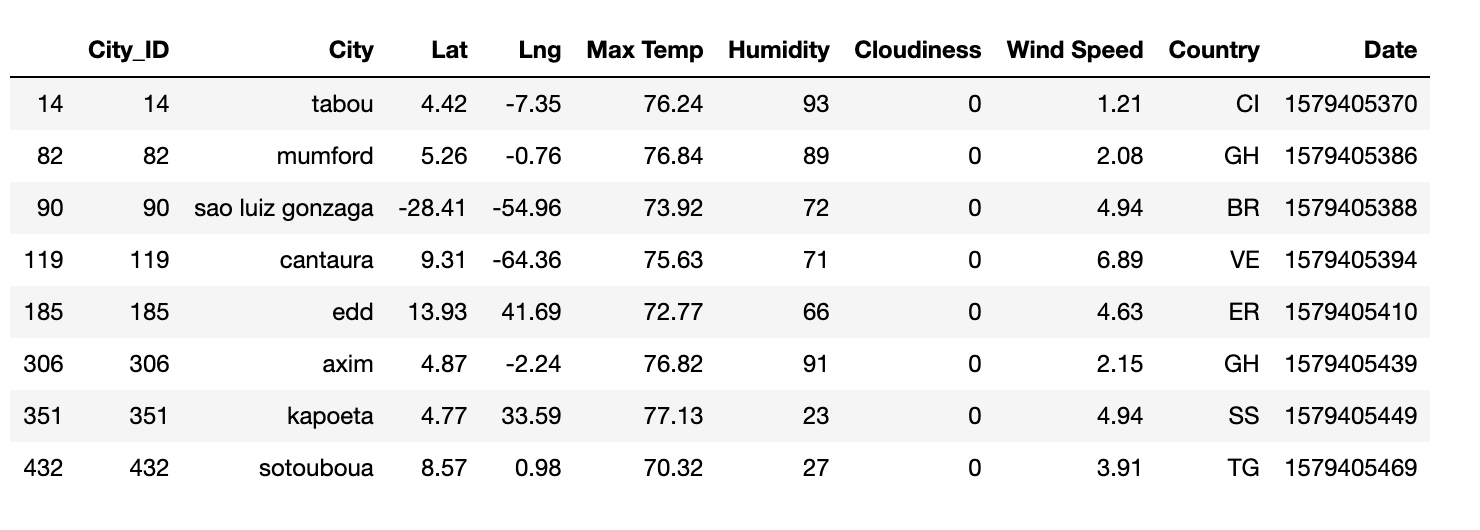 City_ID City Lat Lng Max Temp Humidity Cloudiness Wind Speed Country Date
14 14 tabou 4.42 -7.35 76.24 93 0 1.21 CI 1579405370
82 82 mumford 5.26 -0.76 76.84 89 0 2.08 GH 1579405386
90 90 sao luiz gonzaga -28.41 -54.96 73.92 72 0 4.94 BR 1579405388
119 119 cantaura 9.31 -64.36 75.63 71 0 6.89 VE 1579405394
185 185 edd 13.93 41.69 72.77 66 0 4.63 ER 1579405410
306 306 axim 4.87 -2.24 76.82 91 0 2.15 GH 1579405439
351 351 kapoeta 4.77 33.59 77.13 23 0 4.94 SS 1579405449
432 432 sotouboua 8.57 0.98 70.32 27 0 3.91 TG 1579405469